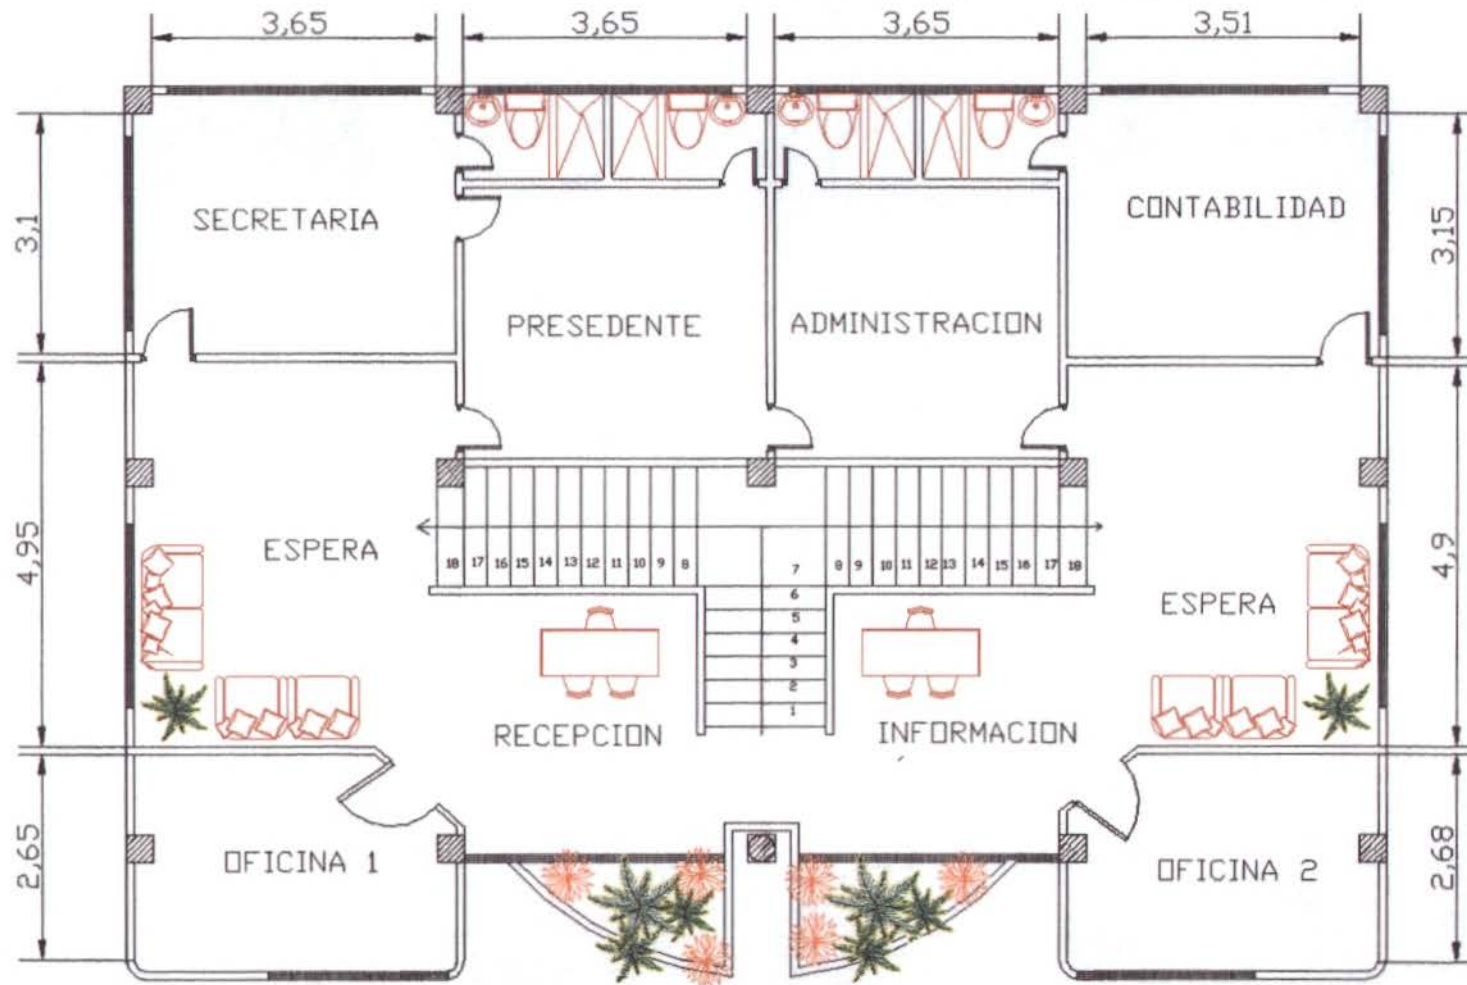 3,65 3,65 3,65 3,51
3,1
SECRETARIA
CONTABILIDAD
3,15
PRESEDENTE
ADMINISTRACION
4,95
ESPERA
18 17 16 15 14 13 12 11 10 9 8
7
8 9 10 11 12 13 14 15 16 17 18
4,9
6
ESPERA
5
4
3
2
1
RECEPCION
INFORMACION
2,65
OFICINA 1
OFICINA 2
2,68